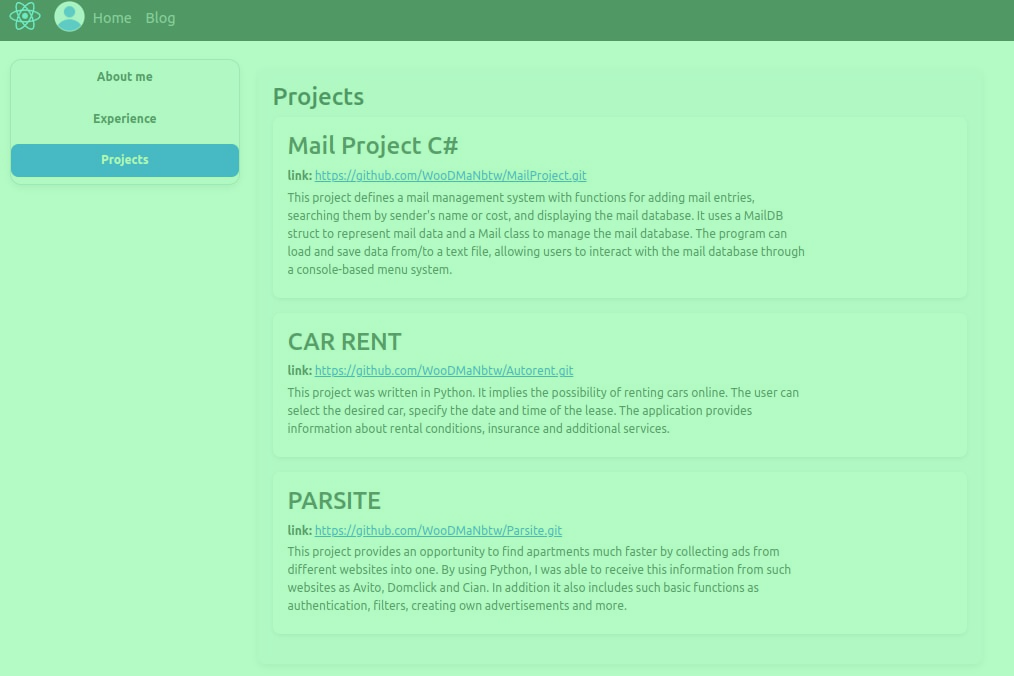 Home Blog
About me
Experience
Projects
Projects
Mail Project C#
link: https://github.com/WooDMaNbtw/MailProject.git
This project defines a mail management system with functions for adding mail entries,
searching them by sender's name or cost, and displaying the mail database. It uses a MailDB
struct to represent mail data and a Mail class to manage the mail database. The program can
load and save data from/to a text file, allowing users to interact with the mail database through
a console-based menu system.
CAR RENT
link: https://github.com/WooDMaNbtw/Autorent.git
This project was written in Python. It implies the possibility of renting cars online. The user can
select the desired car, specify the date and time of the lease. The application provides
information about rental conditions, insurance and additional services.
PARSITE
link: https://github.com/WooDMaNbtw/Parsite.git
This project provides an opportunity to find apartments much faster by collecting ads from
different websites into one. By using Python, I was able to receive this information from such
websites as Avito, Domclick and Cian. In addition it also includes such basic functions as
authentication, filters, creating own advertisements and more.